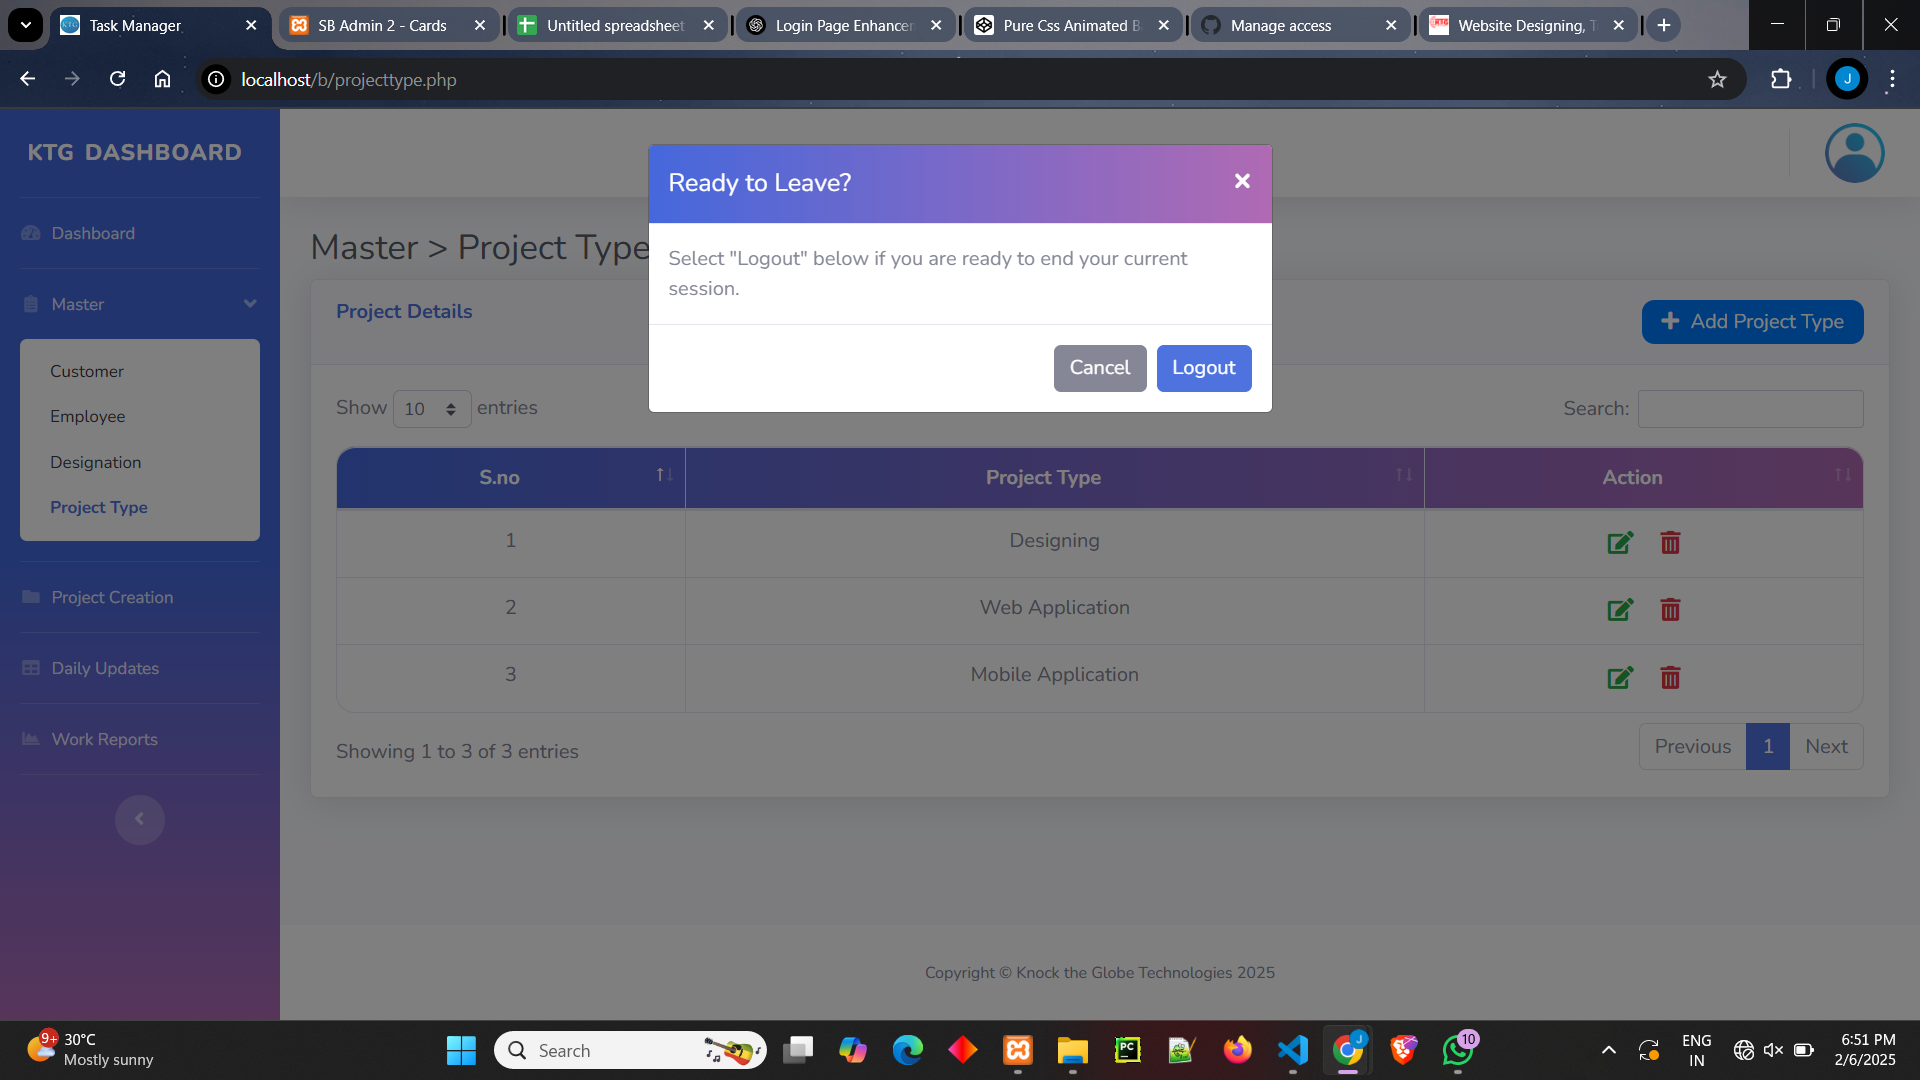 Task Manager
SB Admin 2 - Cards
Untitled spreadsheet
Login Page Enhancen
Pure Css Animated B
Manage access
Website Designing, T
localhost/b/projecttype.php
KTG DASHBOARD
Dashboard
Master
Customer
Employee
Designation
Project Type
Project Creation
Daily Updates
Work Reports
Master > Project Type
Ready to Leave?
Select "Logout" below if you are ready to end your current
session.
Cancel
Logout
Project Details
Add Project Type
Show 10 entries
Search:
S.no Project Type Action
1 Designing
2 Web Application
3 Mobile Application
Showing 1 to 3 of 3 entries
Previous 1 Next
Copyright © Knock the Globe Technologies 2025
9+
30°C
Mostly sunny
Search
PC
J
10
ENG
IN
6:51 PM
2/6/2025